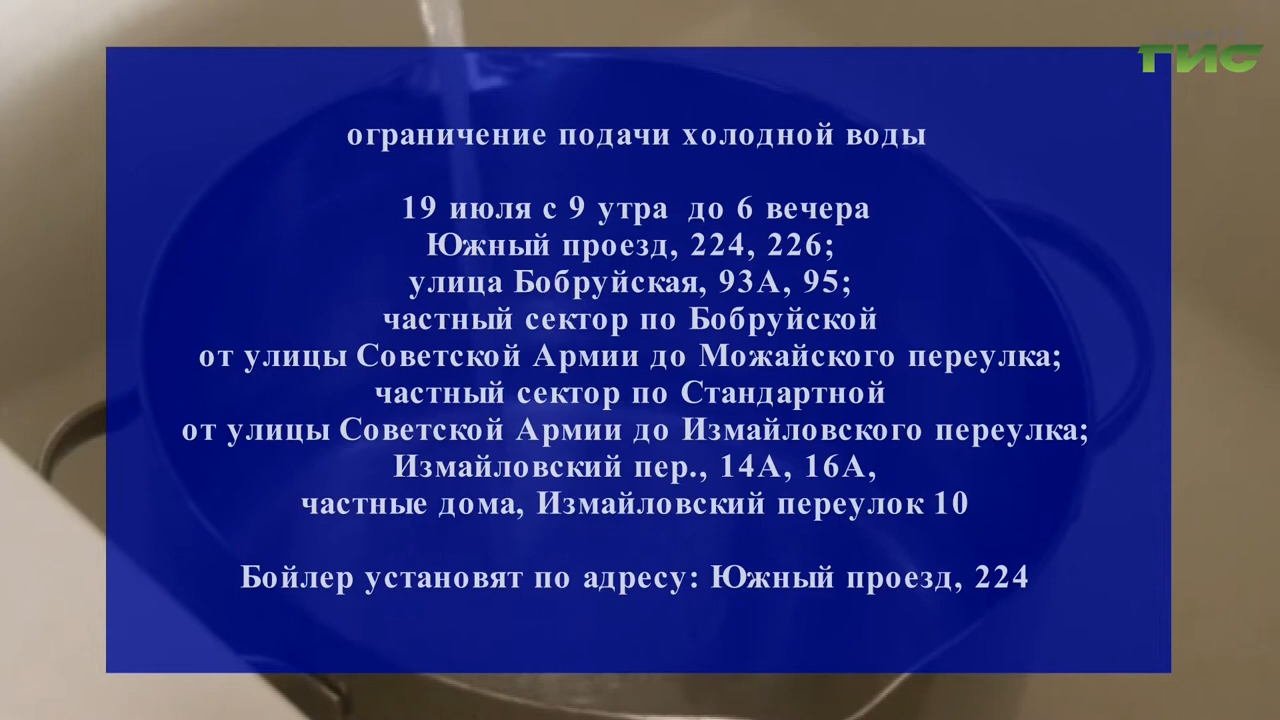 ГИС
ограничение подачи холодной воды
19 июля с 9 утра до 6 вечера
Южный проезд, 224, 226;
улица Бобруйская, 93А, 95;
частный сектор по Бобруйской
от улицы Советской Армии до Можайского переулка;
частный сектор по Стандартной
от улицы Советской Армии до Измайловского переулка;
Измайловский пер., 14А, 16А,
частные дома, Измайловский переулок 10
Бойлер установят по адресу: Южный проезд, 224